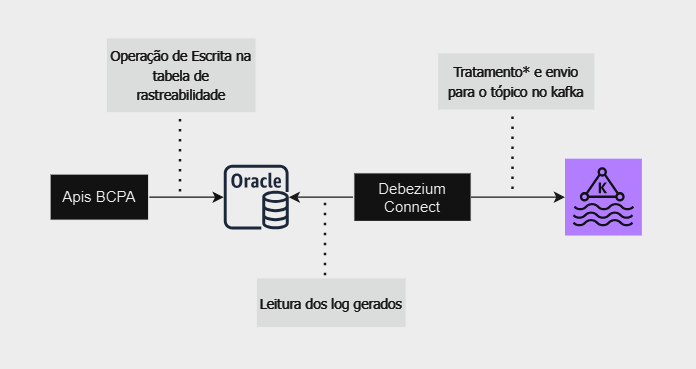 Operação de Escrita na
tabela de
rastreabilidade
Tratamento* e envio
para o tópico no kafka
Apis BCPA
Oracle
Debezium
Connect
K
Leitura dos log gerados